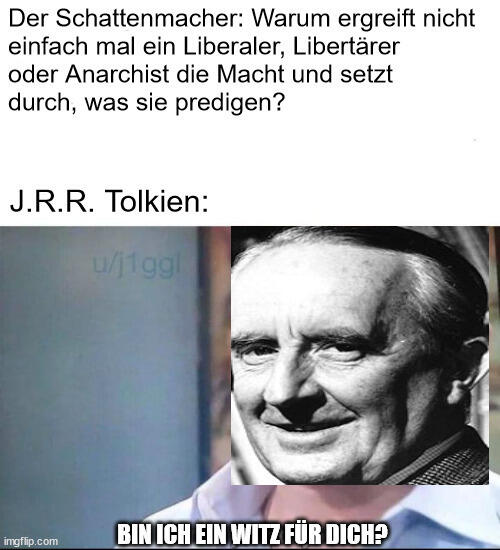 Der Schattenmacher: Warum ergreift nicht
einfach mal ein Liberaler, Libertärer
oder Anarchist die Macht und setzt
durch, was sie predigen?
J.R.R. Tolkien:
u/j1ggl
BIN ICH EIN WITZ FÜR DICH?
imgflip.com